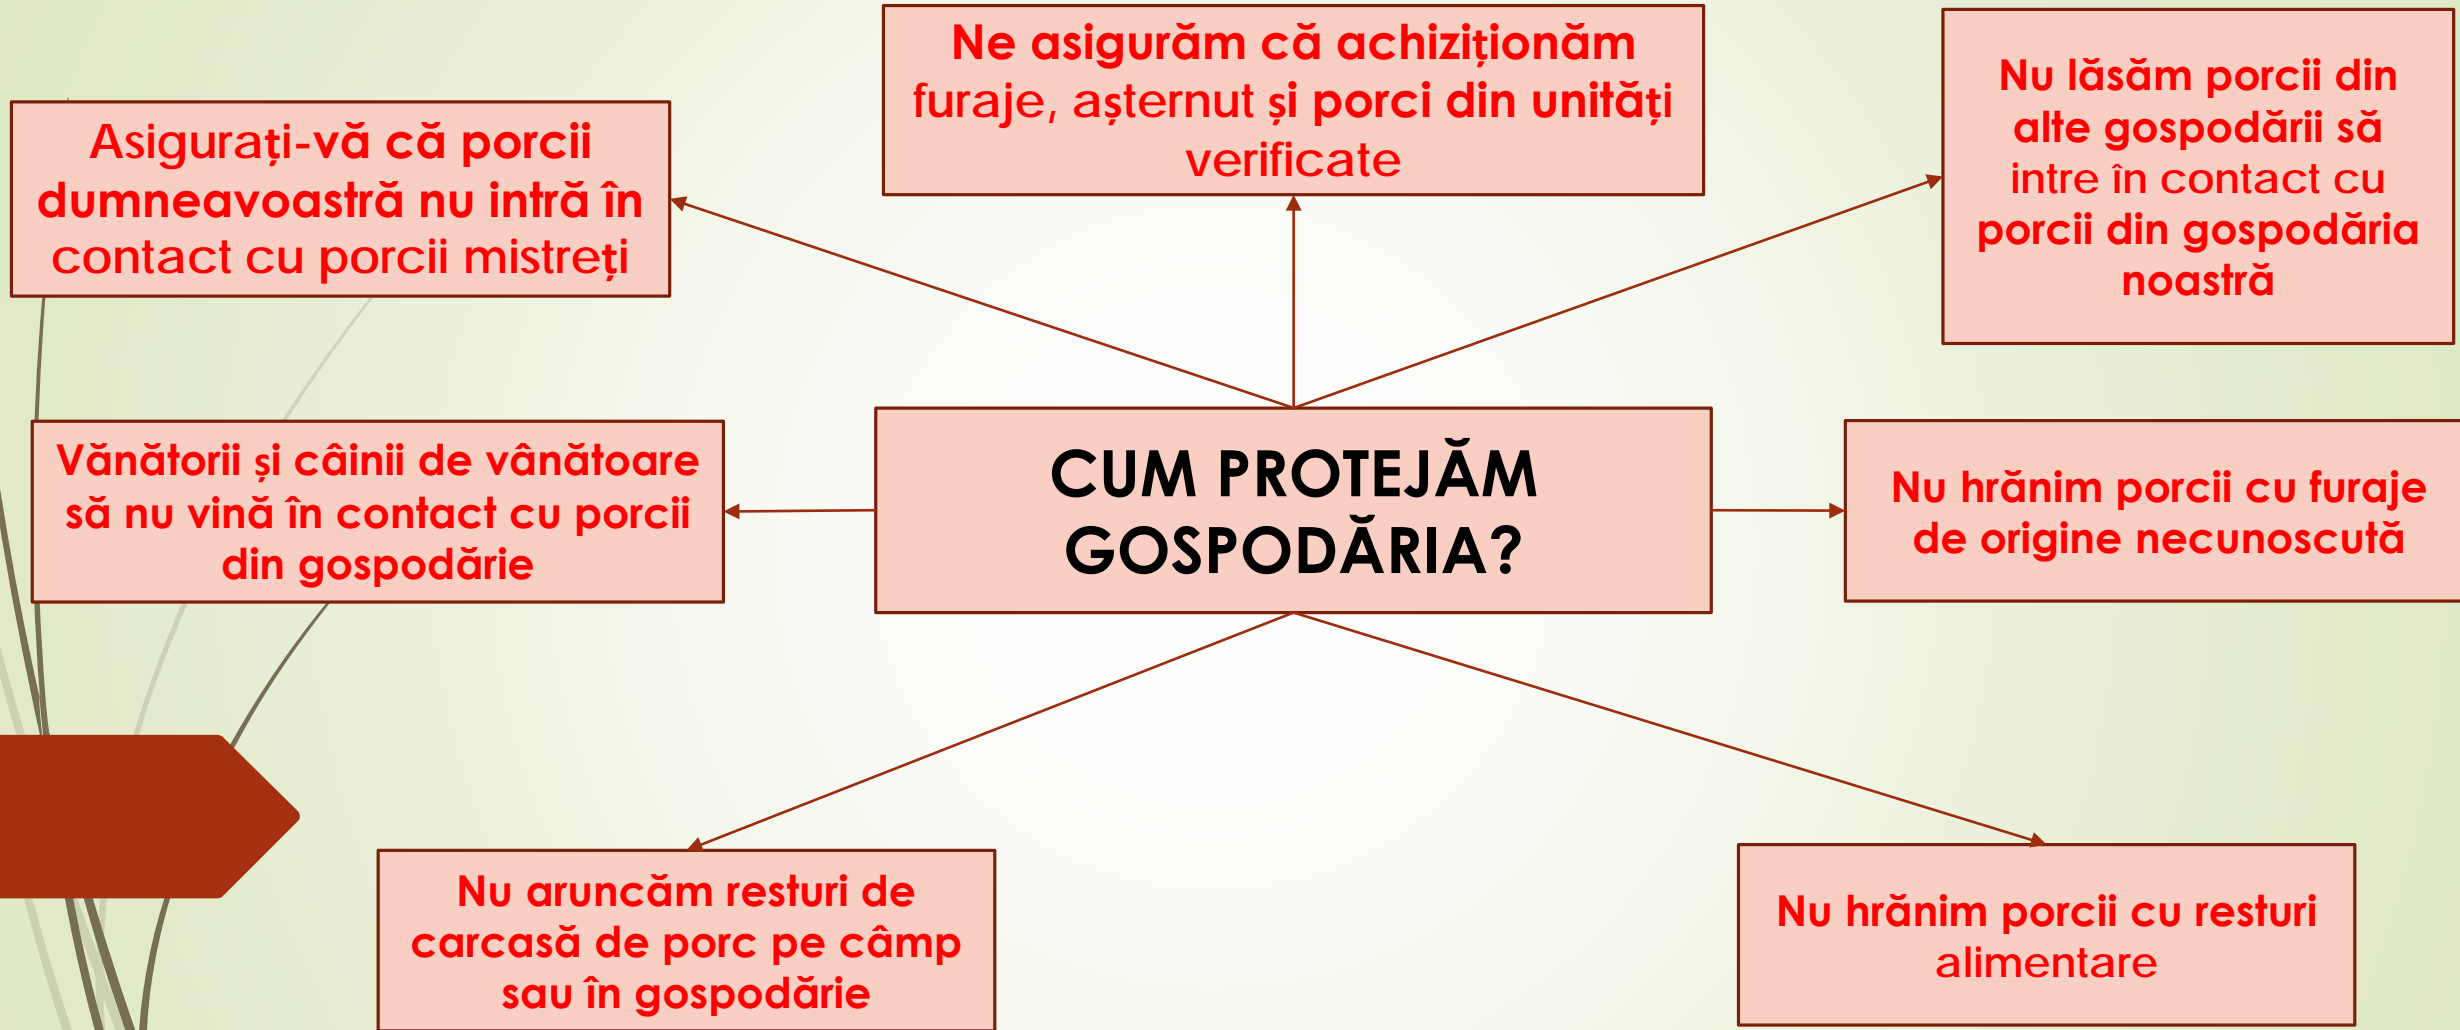 Ne asigurăm că achiziționăm
furaje, așternut și porci din unități
verificate
Nu lăsăm porcii din
alte gospodării să
intre în contact cu
porcii din gospodăria
noastră
Asigurați-vă că porcii
dumneavoastră nu intră în
contact cu porcii mistreți
CUM PROTEJĂM
GOSPODĂRIA?
Vănătorii și câinii de vânătoare
să nu vină în contact cu porcii
din gospodărie
Nu hrănim porcii cu furaje
de origine necunoscută
Nu aruncăm resturi de
carcasă de porc pe câmp
sau în gospodărie
Nu hrănim porcii cu resturi
alimentare